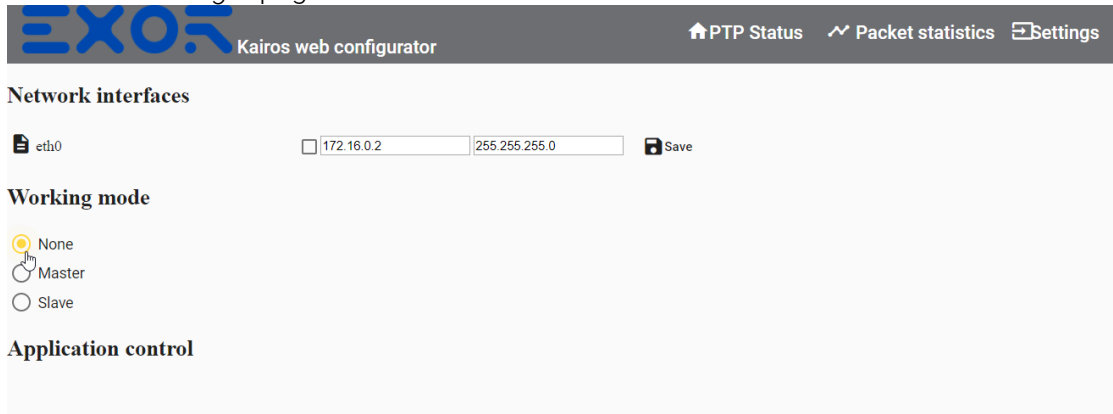 EXOR Kairos web configurator PTP Status Packet statistics Settings
Network interfaces
eth0 172.16.0.2 255.255.255.0 Save
Working mode
None
Master
Slave
Application control